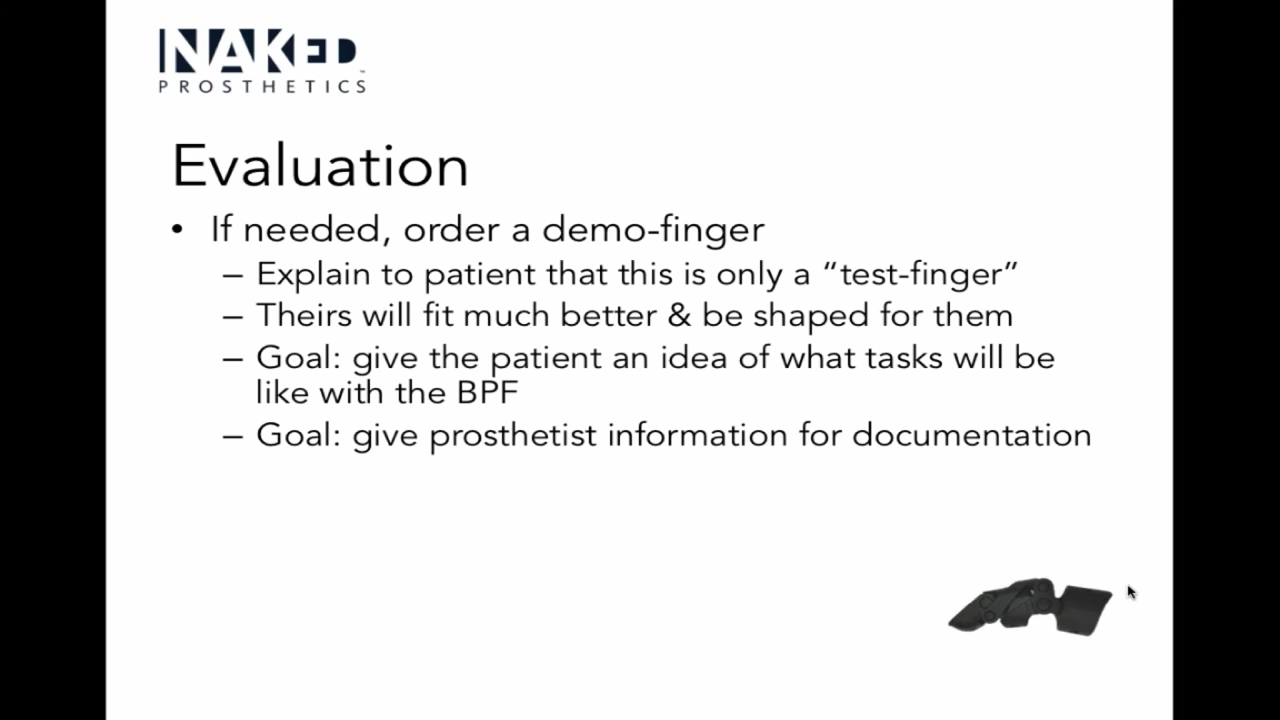 NAKED
PROSTHETICS
Evaluation
• If needed, order a demo-finger
– Explain to patient that this is only a “test-finger”
– Theirs will fit much better & be shaped for them
– Goal: give the patient an idea of what tasks will be
like with the BPF
– Goal: give prosthetist information for documentation